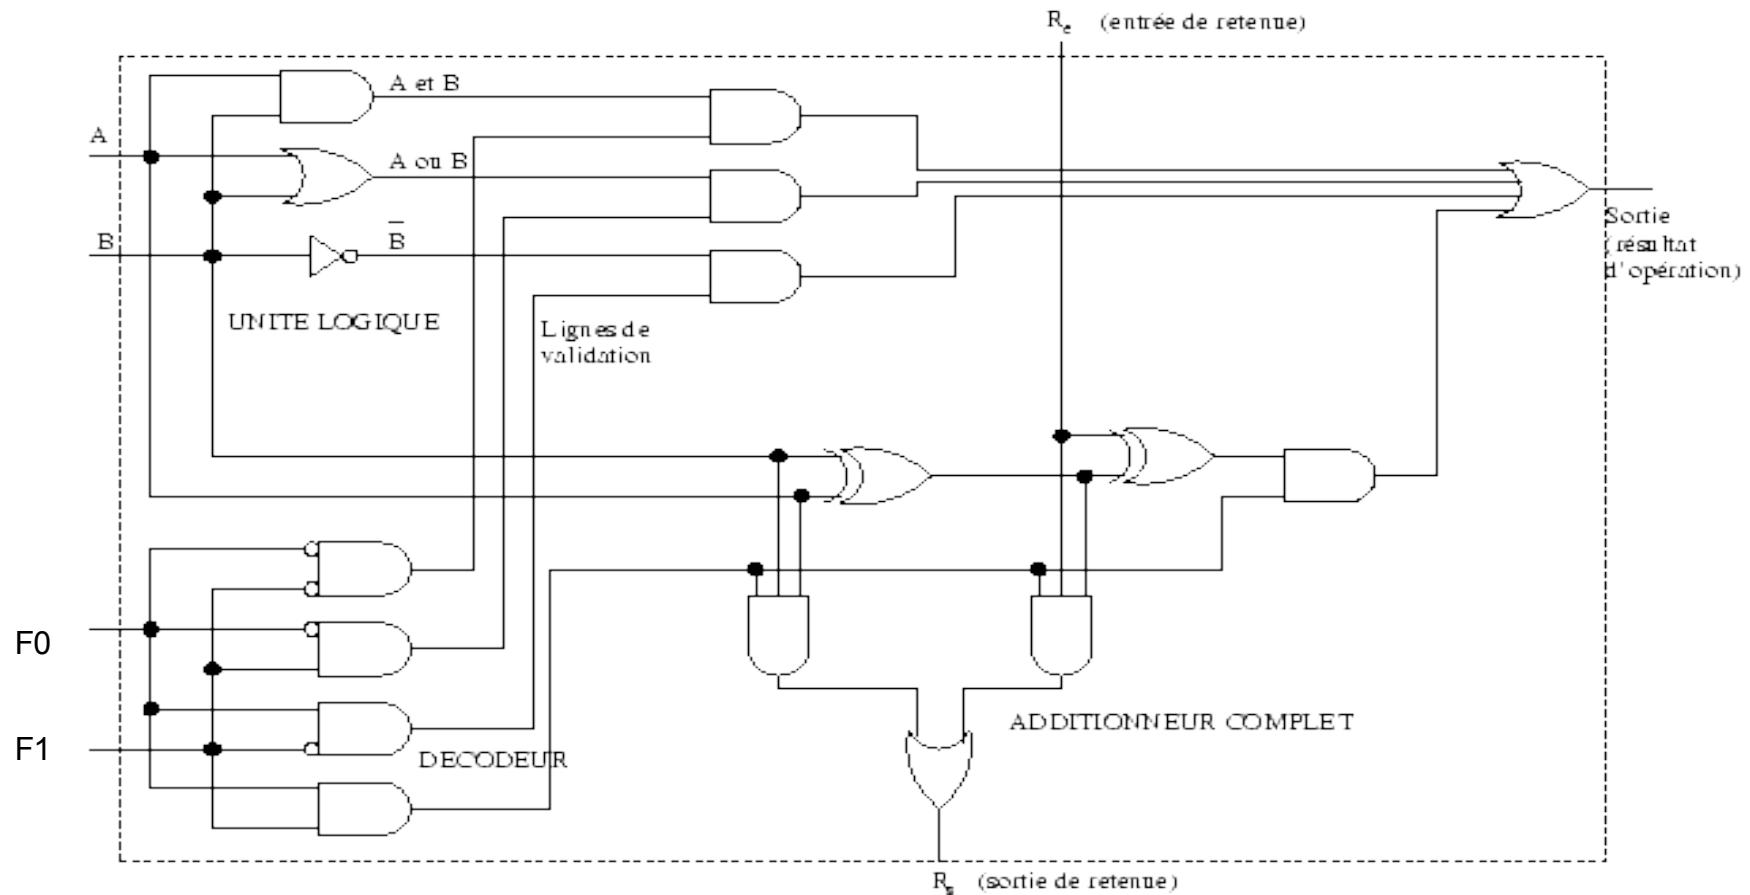 Re (entrée de retenue)
A et B
A
A ou B
B
B̅
Sortie
(résultat
d'opération)
UNITE LOGIQUE
Lignes de
validation
F0
F1
DECODEUR
ADDITIONNEUR COMPLET
Rs (sortie de retenue)